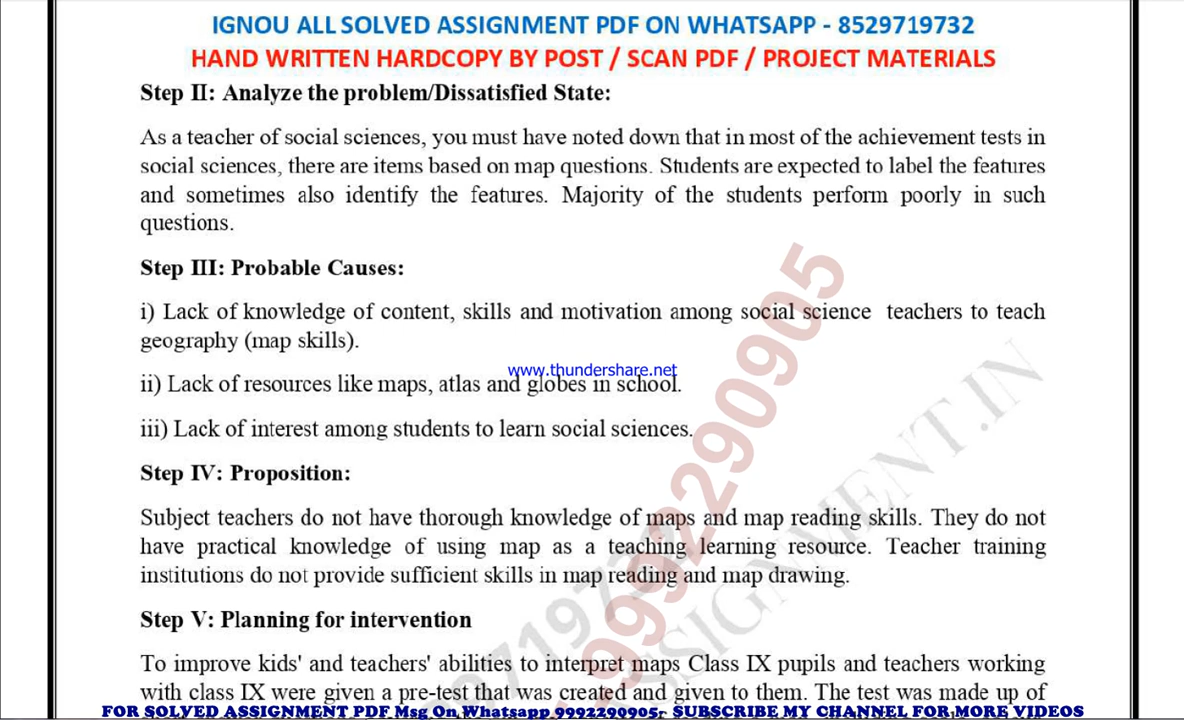 IGNOU ALL SOLVED ASSIGNMENT PDF ON WHATSAPP - 8529719732
HAND WRITTEN HARDCOPY BY POST / SCAN PDF / PROJECT MATERIALS
Step II: Analyze the problem/Dissatisfied State:
As a teacher of social sciences, you must have noted down that in most of the achievement tests in
social sciences, there are items based on map questions. Students are expected to label the features
and sometimes also identify the features. Majority of the students perform poorly in such
questions.
Step III: Probable Causes:
i) Lack of knowledge of content, skills and motivation among social science teachers to teach
geography (map skills).
www.thundershare.net
ii) Lack of resources like maps, atlas and globes in school.
iii) Lack of interest among students to learn social sciences.
Step IV: Proposition:
Subject teachers do not have thorough knowledge of maps and map reading skills. They do not
have practical knowledge of using map as a teaching learning resource. Teacher training
institutions do not provide sufficient skills in map reading and map drawing.
Step V: Planning for intervention
To improve kids' and teachers' abilities to interpret maps Class IX pupils and teachers working
with class IX were given a pre-test that was created and given to them. The test was made up of
FOR SOLVED ASSIGNMENT PDF Msg On Whatsapp 9992290905, SUBSCRIBE MY CHANNEL FOR MORE VIDEOS
9992290905
SSIGNMENT.IN